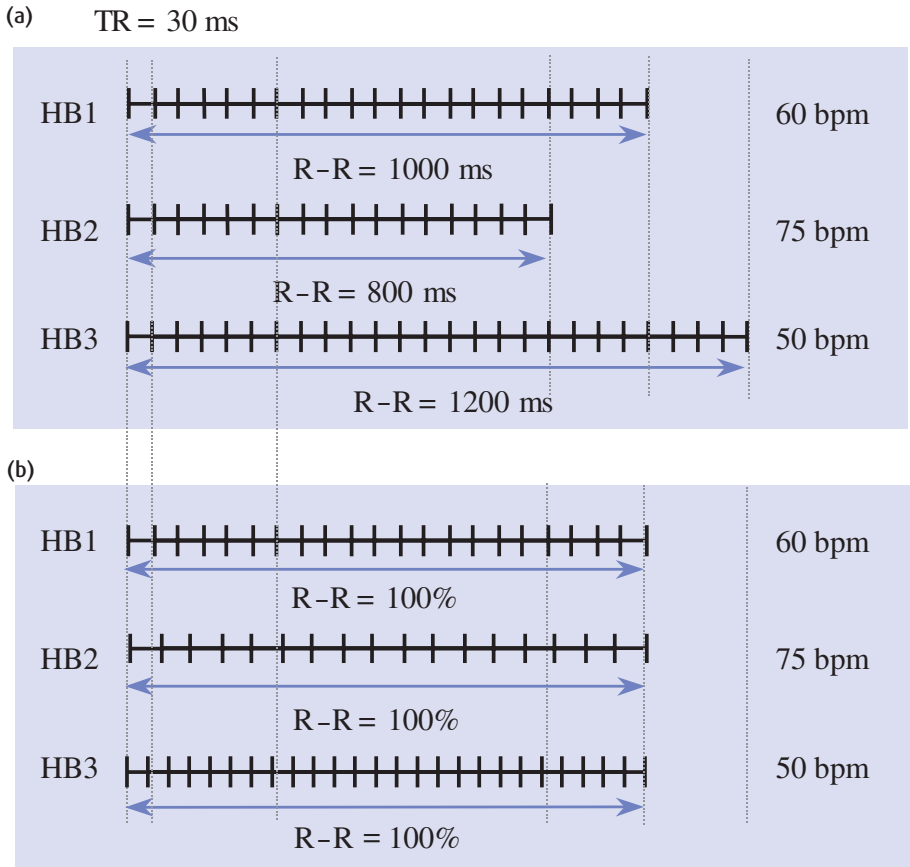 (a)
TR = 30 ms
HB1
60 bpm
R–R = 1000 ms
HB2
75 bpm
R–R = 800 ms
HB3
50 bpm
R–R = 1200 ms
(b)
HB1
60 bpm
R–R = 100%
HB2
75 bpm
R–R = 100%
HB3
50 bpm
R–R = 100%